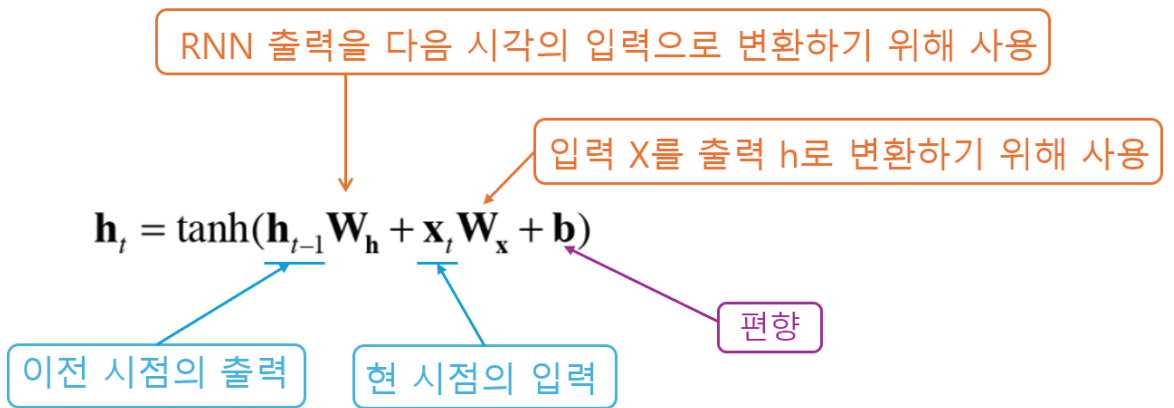 RNN 출력을 다음 시각의 입력으로 변환하기 위해 사용
입력 X를 출력 h로 변환하기 위해 사용
h_t = tanh(h_{t−1}W_h + x_tW_x + b)
편향
이전 시점의 출력
현 시점의 입력